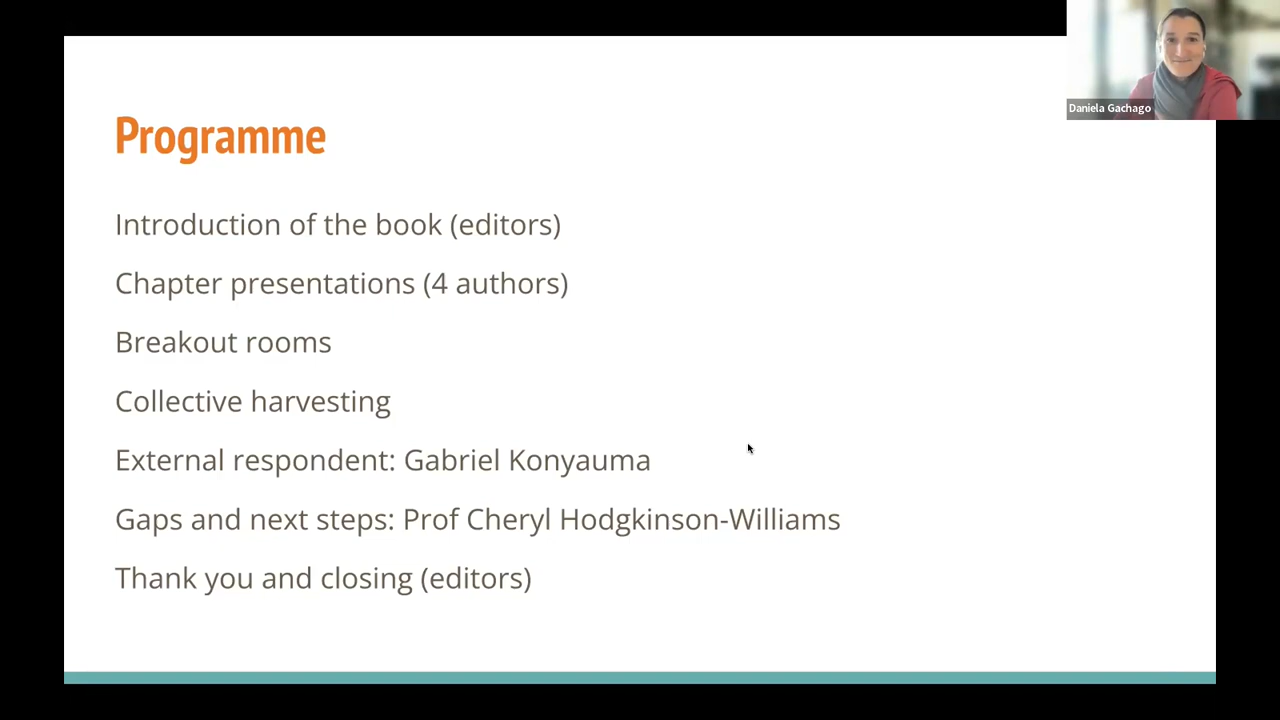 Programme
Introduction of the book (editors)
Chapter presentations (4 authors)
Breakout rooms
Collective harvesting
External respondent: Gabriel Konyauma
Gaps and next steps: Prof Cheryl Hodgkinson-Williams
Thank you and closing (editors)
Daniela Gachago